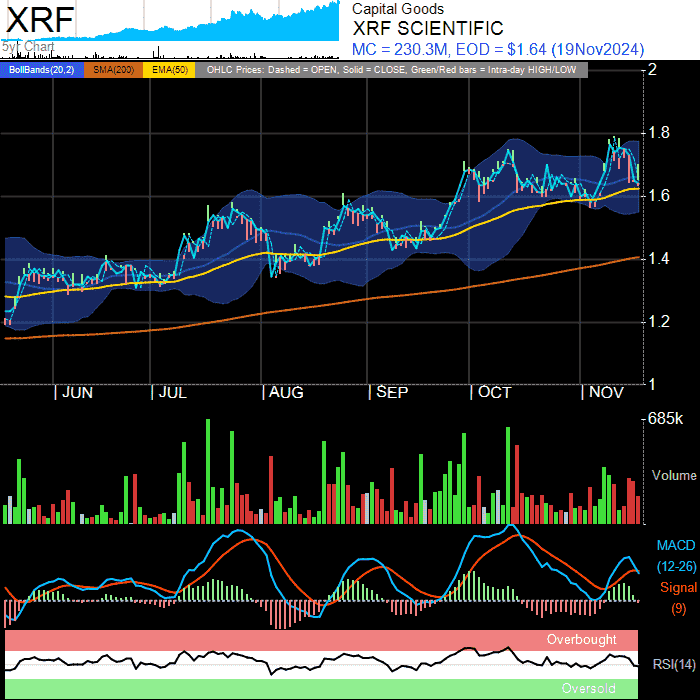 XRF
5yr Chart
Capital Goods
XRF SCIENTIFIC
MC = 230.3M, EOD = $1.64 (19Nov2024)
BollBands(20,2) SMA(200) EMA(50) OHLC Prices: Dashed = OPEN, Solid = CLOSE, Green/Red bars = Intra-day HIGH/LOW
2
1.8
1.6
1.4
1.2
1
| JUN | JUL | AUG | SEP | OCT | NOV
685k
Volume
MACD
(12-26)
Signal
(9)
Overbought
RSI(14)
Oversold